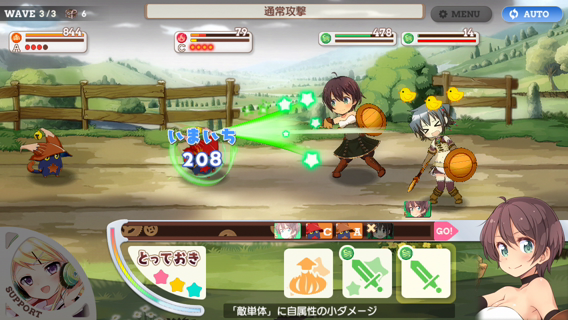 WAVE 3/3 6
通常攻撃
MENU
AUTO
844
A
79
C
478
14
いまいち
208
C
A
GO!
とっておき
SUPPORT
「敵単体」に自属性の小ダメージ